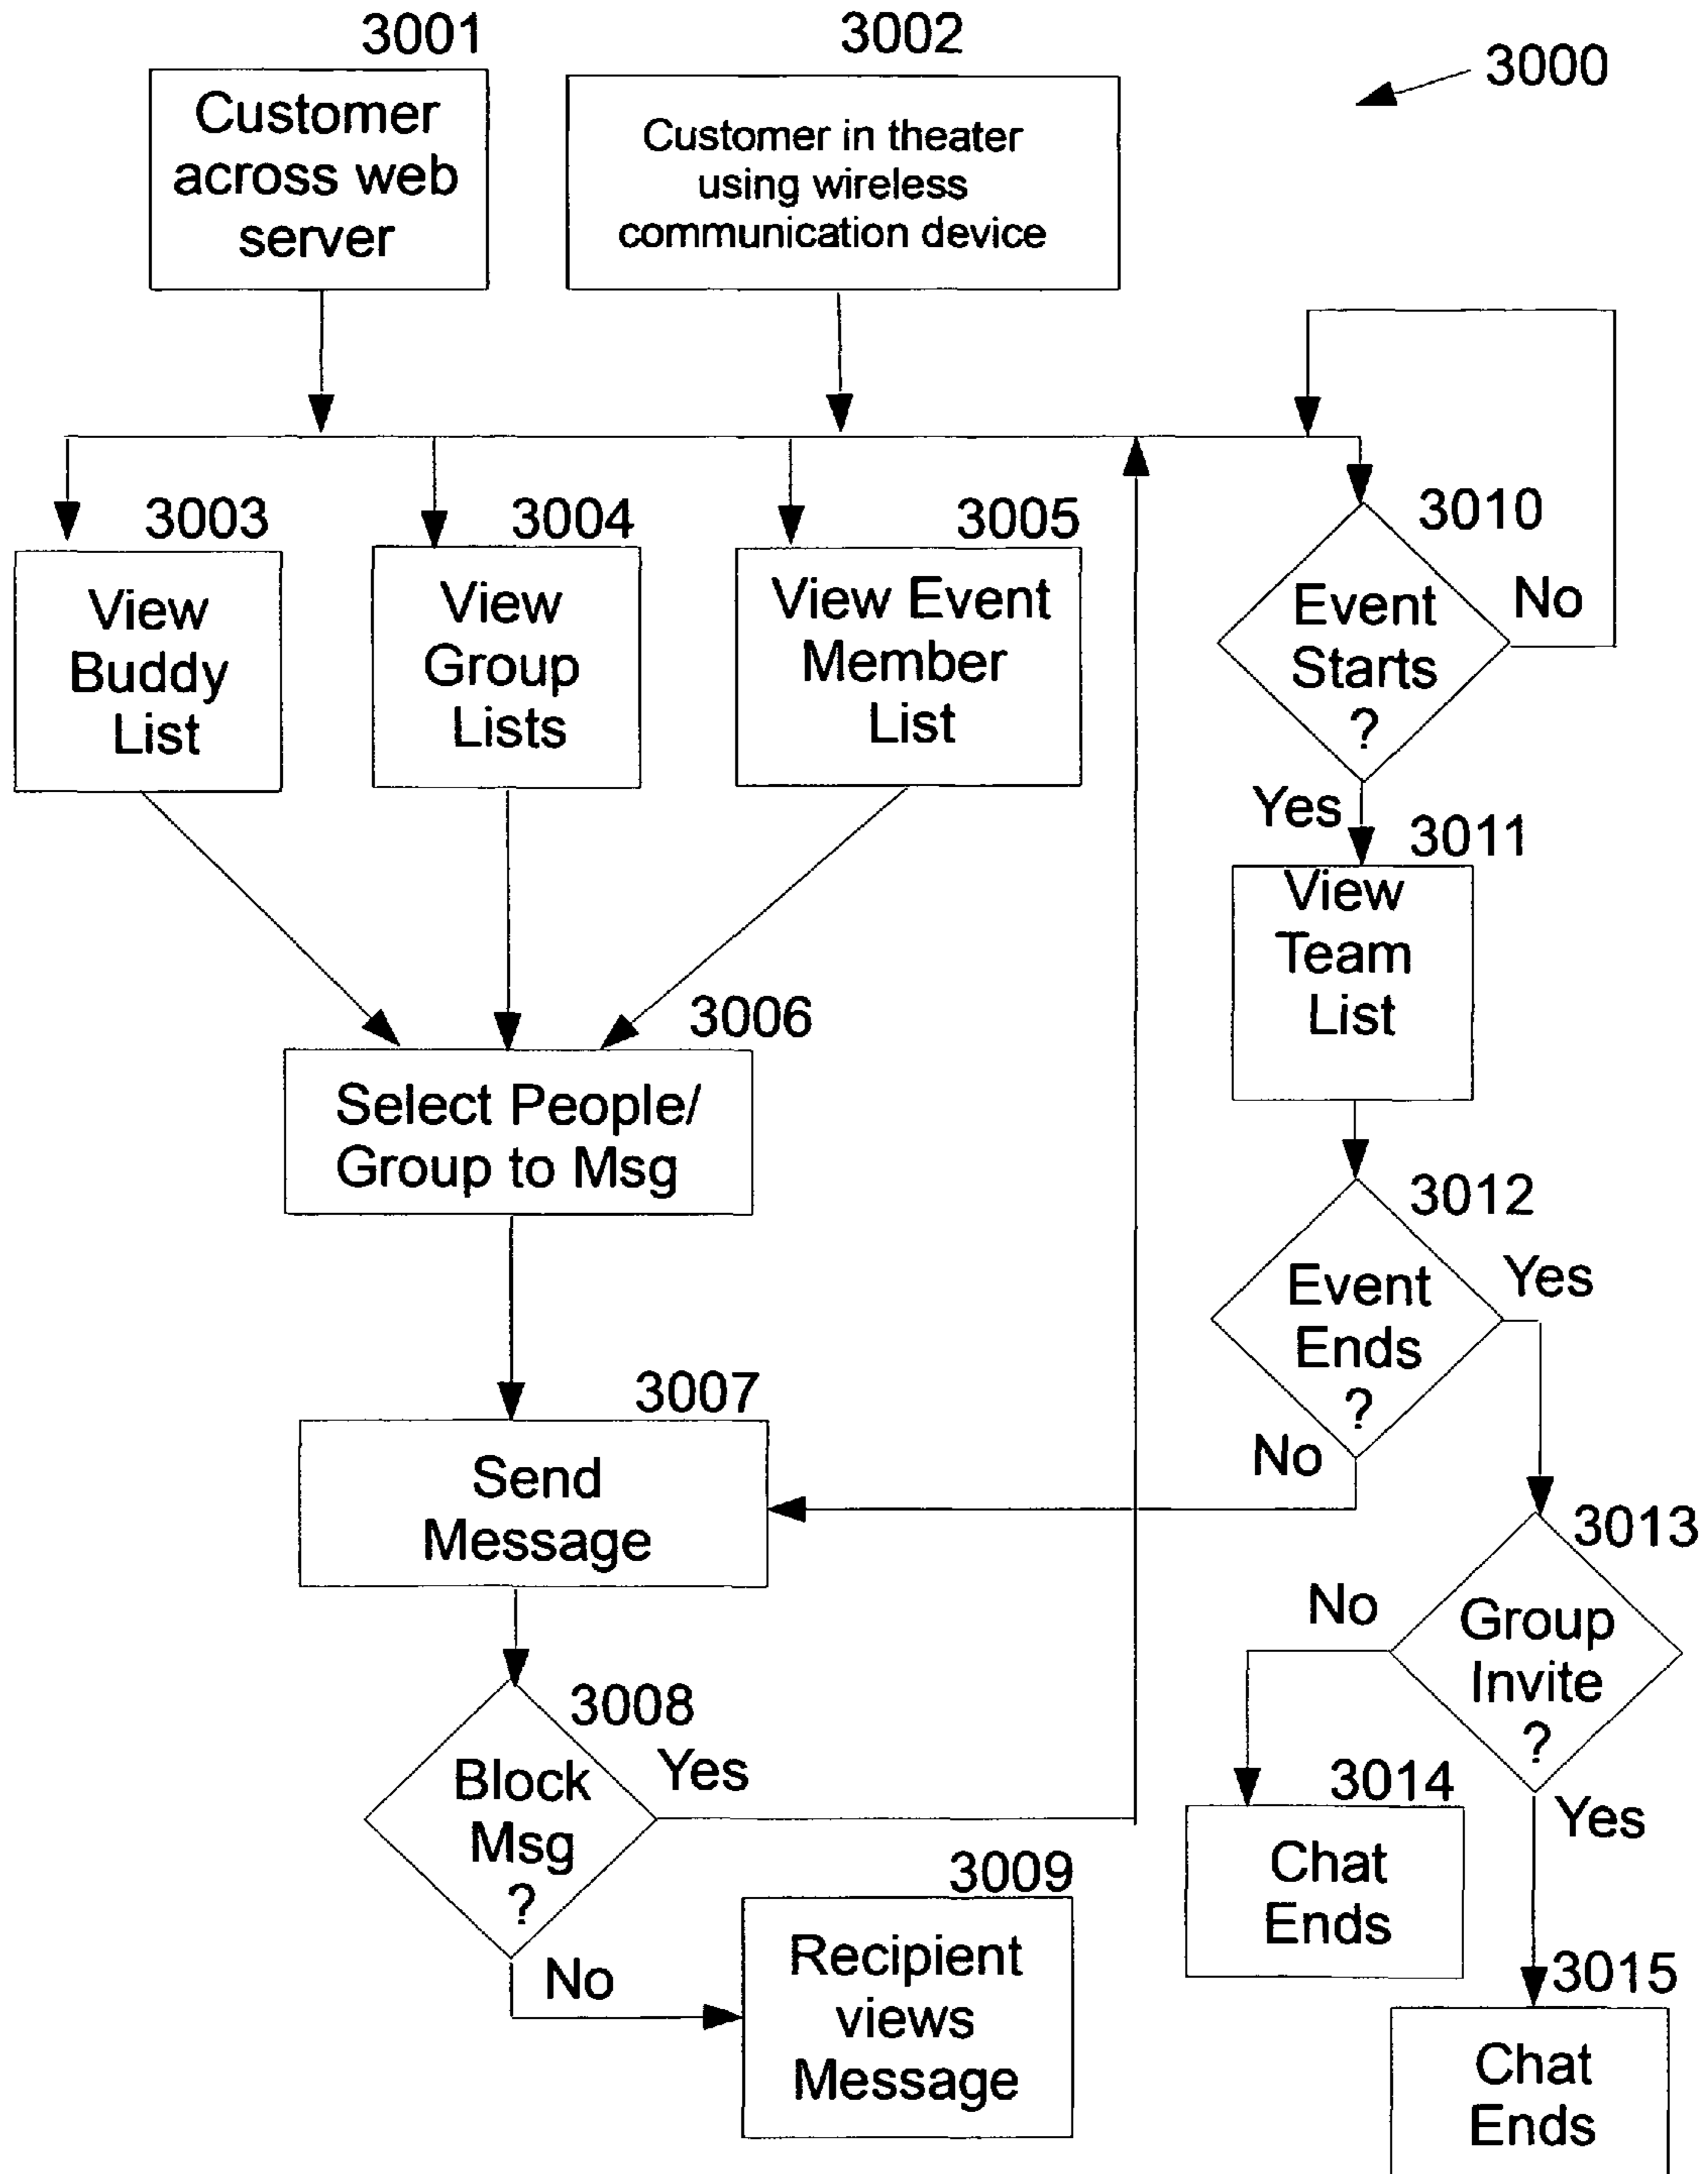 3001
Customer
across web
server
3002
Customer in theater
using wireless
communication device
3000
3003
View
Buddy
List
3004
View
Group
Lists
3005
View Event
Member
List
3010
Event
Starts
?
No
Yes
3011
View
Team
List
3006
Select People/
Group to Msg
3012
Event
Ends
?
Yes
No
3007
Send
Message
3013
Group
Invite
?
No
Yes
3008
Block
Msg
?
Yes
No
3009
Recipient
views
Message
3014
Chat
Ends
3015
Chat
Ends